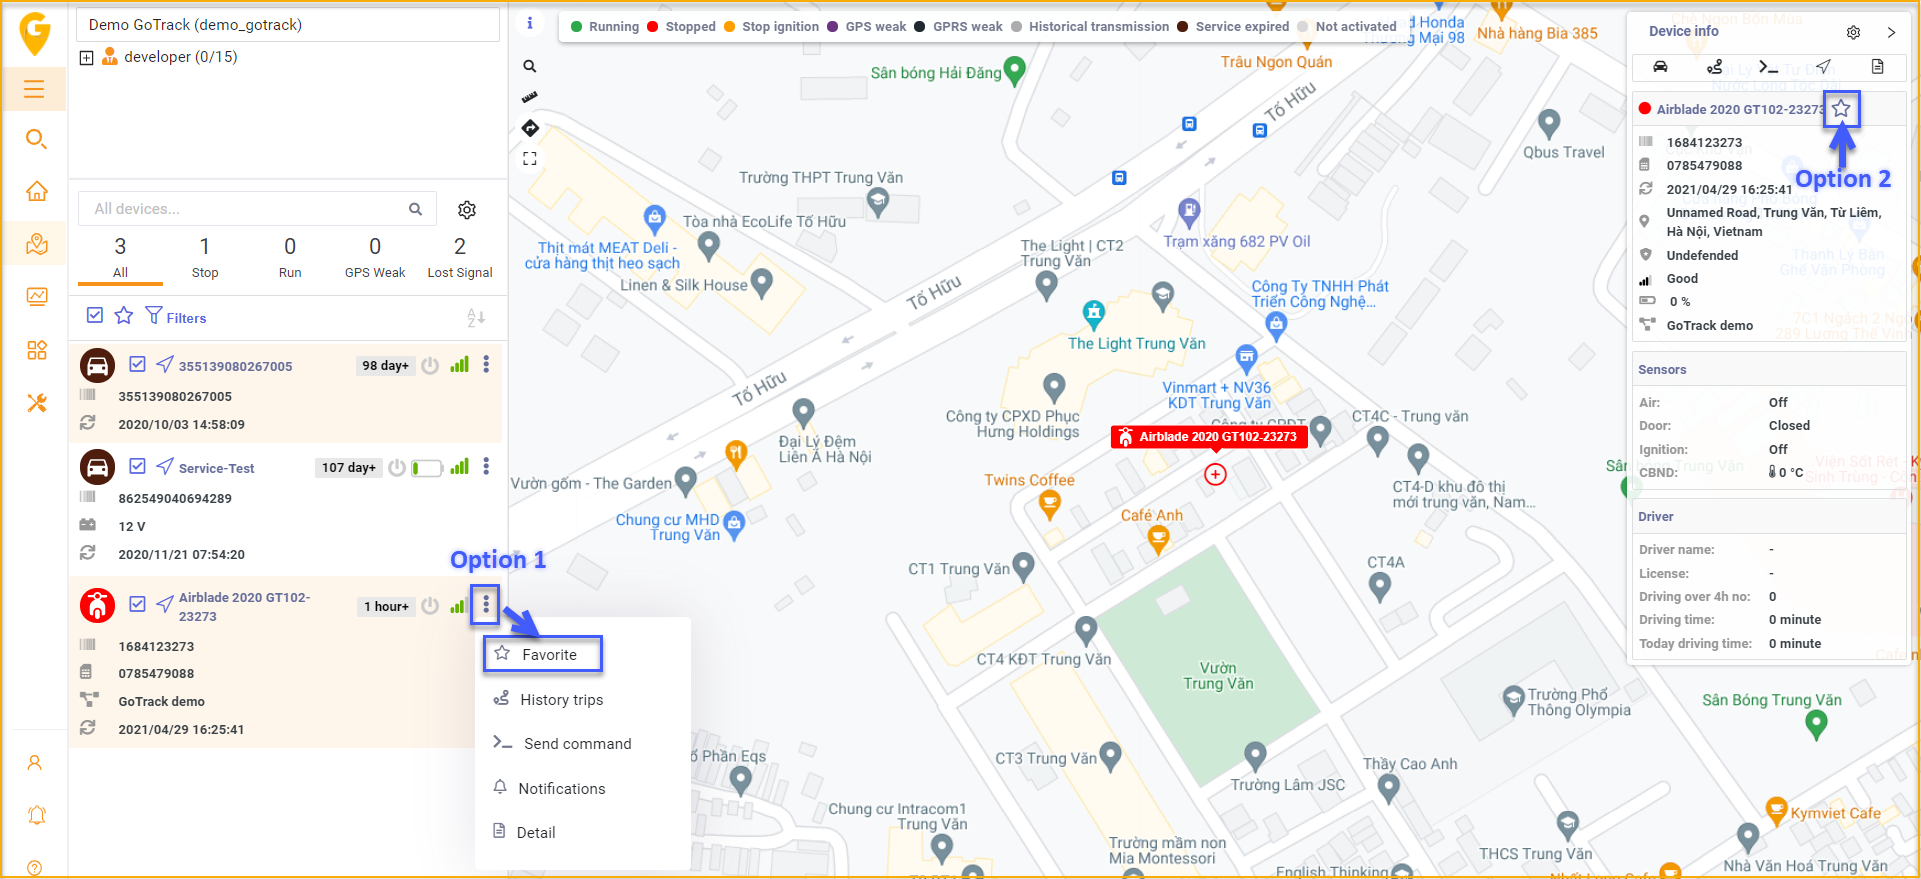 Demo GoTrack (demo_gotrack)
developer (0/15)
All devices...
3
1
0
0
2
All
Stop
Run
GPS Weak
Lost Signal
Filters
355139080267005
98 day+
355139080267005
2020/10/03 14:58:09
Service-Test
107 day+
862549040694289
12 V
2020/11/21 07:54:20
Option 1
Airblade 2020 GT102-
23273
1 hour+
1684123273
0785479088
GoTrack demo
2021/04/29 16:25:41
Favorite
History trips
Send command
Notifications
Detail
Running
Stopped
Stop ignition
GPS weak
GPRS weak
Historical transmission
Service expired
Not activated
Honda
Mại 98
Nhà hàng Bia 385
Trâu Ngon Quán
Sân bóng Hải Đăng
Tố Hữu
Qbus Travel
Trường THPT Trung Văn
Tòa nhà EcoLife Tố Hữu
Thịt mát MEAT Deli -
cửa hàng thịt heo sạch
Linen & Silk House
Tố Hữu
The Light | CT2
Trung Văn
Trạm xăng 682 PV Oil
Công Ty TNHH Phát
Triển Công Nghệ...
The Light Trung Văn
Vinmart + NV36
KDT Trung Văn
Tố Hữu
Công ty CPXD Phục
Hưng Holdings
CT4C - Trung văn
Airblade 2020 GT102-23273
Đại Lý Đệm
Liên Á Hà Nội
Vườn gốm - The Garden
Twins Coffee
Café Anh
CT4-D khu đô thị
mới trung văn, Nam...
Chung cư MHD
Trung Văn
CT1 Trung Văn
CT4A
CT4 KĐT Trung Văn
Vườn
Trung Văn
Trường Phổ
Thông Olympia
Sân Bóng Trung Văn
Phần Eqs
CT3 Trung Văn
Trường Lâm JSC
Thầy Cao Anh
Chung cư Intracom1
Trung Văn
Kymviet Cafe
Trường mầm non
Mia Montessori
THCS Trung Văn
Nhà Văn Hoá Trung Văn
English Thinking
Device info
Airblade 2020 GT102-23273
Option 2
1684123273
0785479088
2021/04/29 16:25:41
Unnamed Road, Trung Văn, Từ Liêm,
Hà Nội, Vietnam
Undefended
Good
0 %
GoTrack demo
Sensors
Air: Off
Door: Closed
Ignition: Off
CBND: 0 °C
Driver
Driver name: -
License: -
Driving over 4h no: 0
Driving time: 0 minute
Today driving time: 0 minute